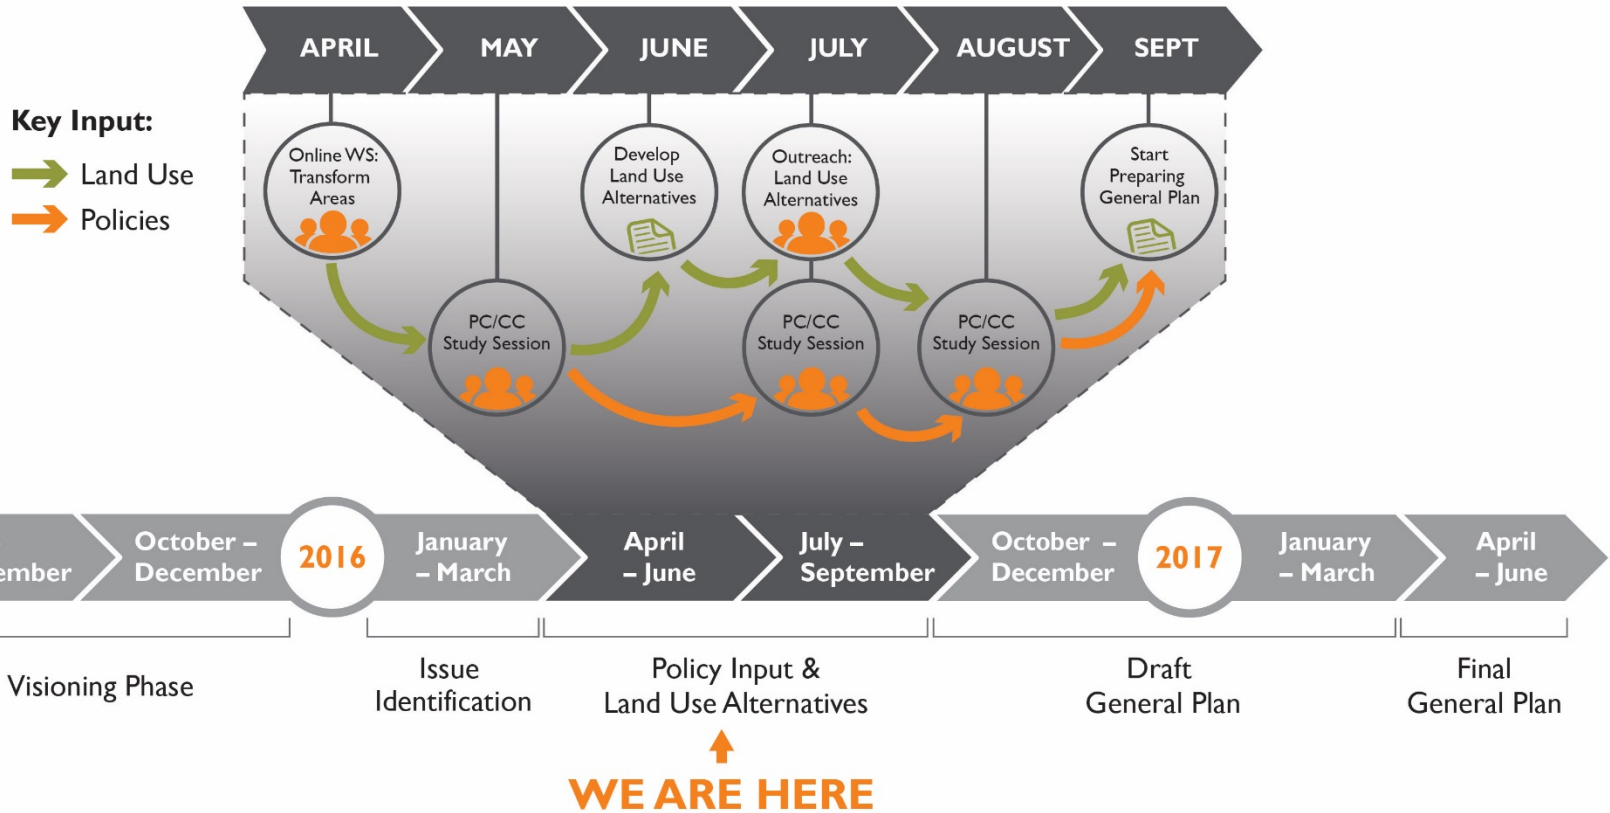 APRIL
MAY
JUNE
JULY
AUGUST
SEPT
Key Input:
Land Use
Policies
Online WS:
Transform
Areas
Develop
Land Use
Alternatives
Outreach:
Land Use
Alternatives
Start
Preparing
General Plan
PC/CC
Study Session
PC/CC
Study Session
PC/CC
Study Session
ember
October –
December
2016
January
– March
April
– June
July –
September
October –
December
2017
January
– March
April
– June
Visioning Phase
Issue
Identification
Policy Input &
Land Use Alternatives
Draft
General Plan
Final
General Plan
WE ARE HERE